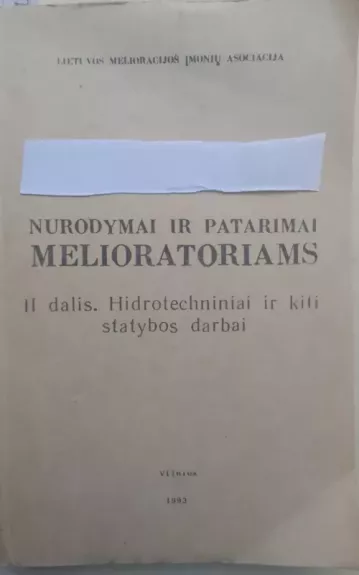 LIETUVOS MELIORACIJOS ĮMONIŲ ASOCIACIJA
NURODYMAI IR PATARIMAI
MELIORATORIAMS
II dalis. Hidrotechniniai ir kiti
statybos darbai
VILNIUS
1993